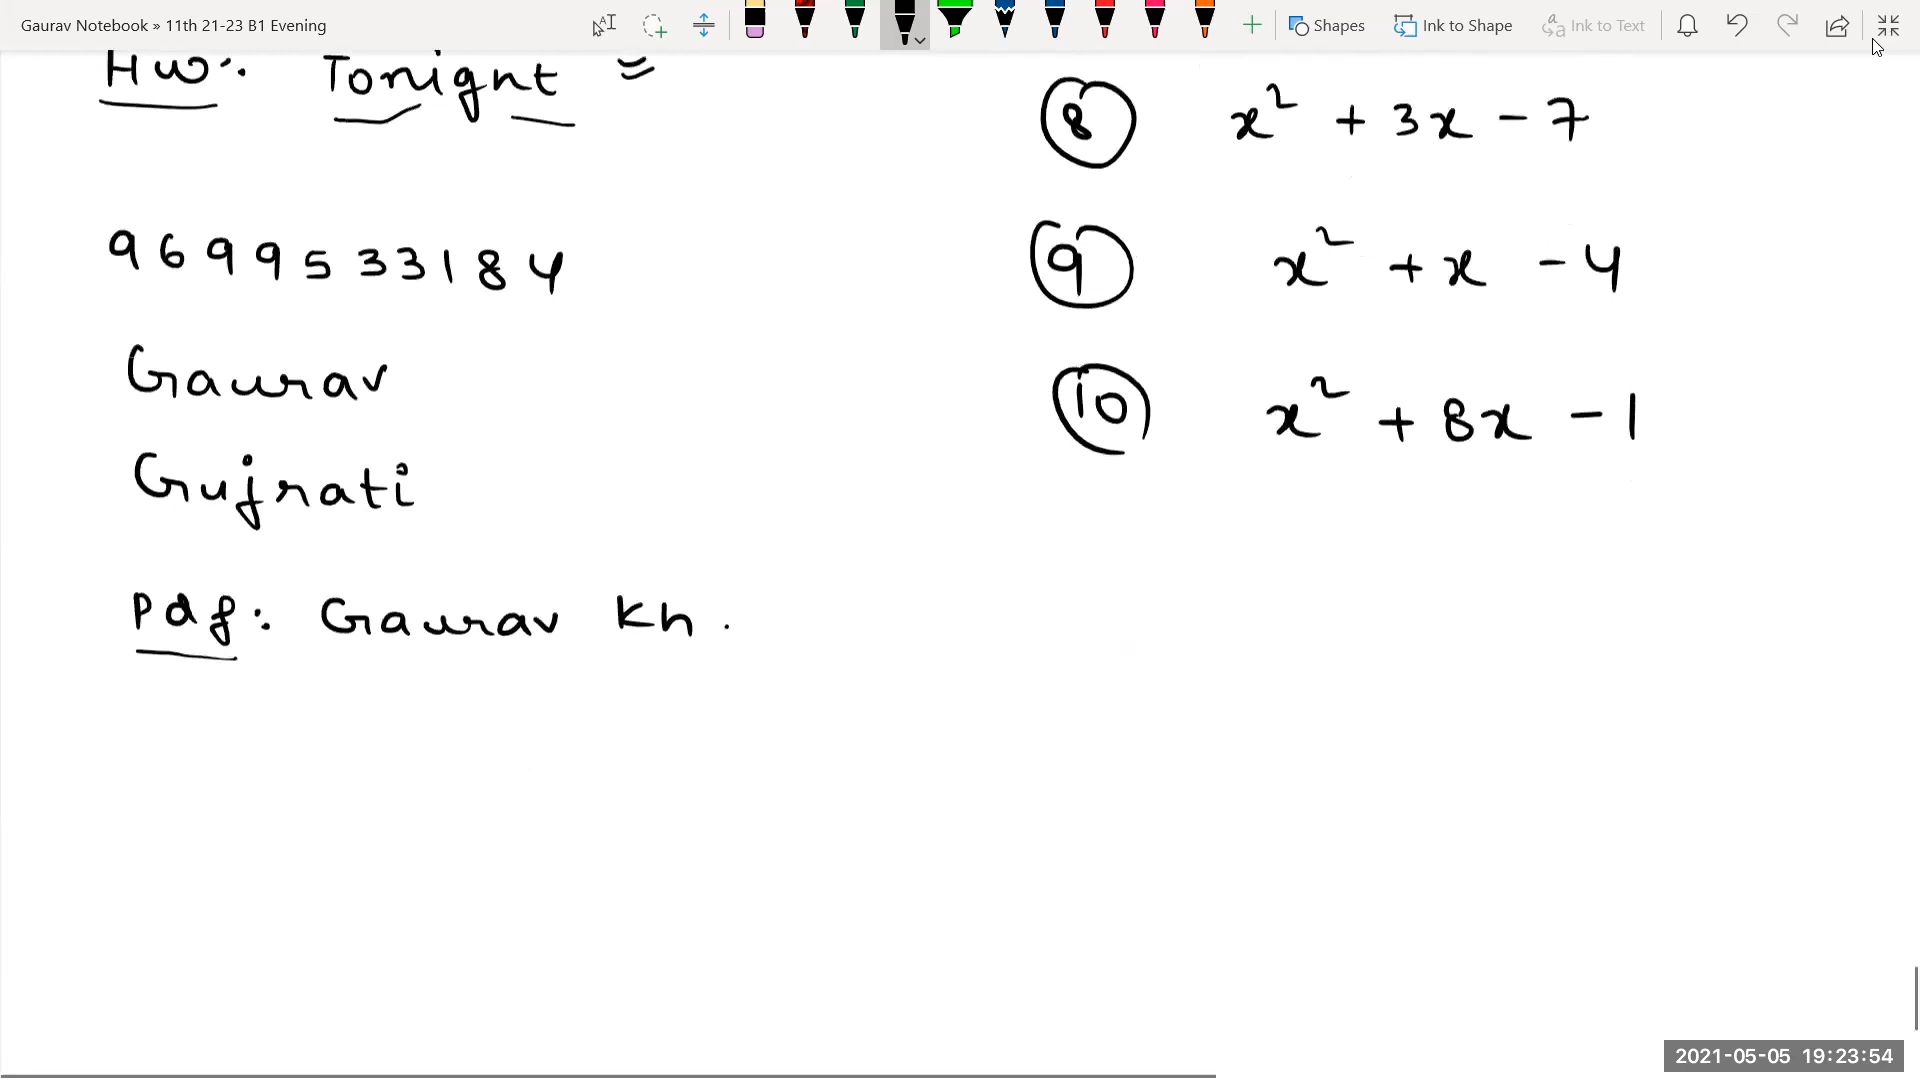 Gaurav Notebook » 11th 21-23 B1 Evening
Shapes
Ink to Shape
Ink to Text
HW: Tonight =
9699533184
Gaurav
Gujrati
Pdf: Gaurav Kh.
8 x² + 3x - 7
9 x² + x - 4
10 x² + 8x - 1
2021-05-05 19:23:54